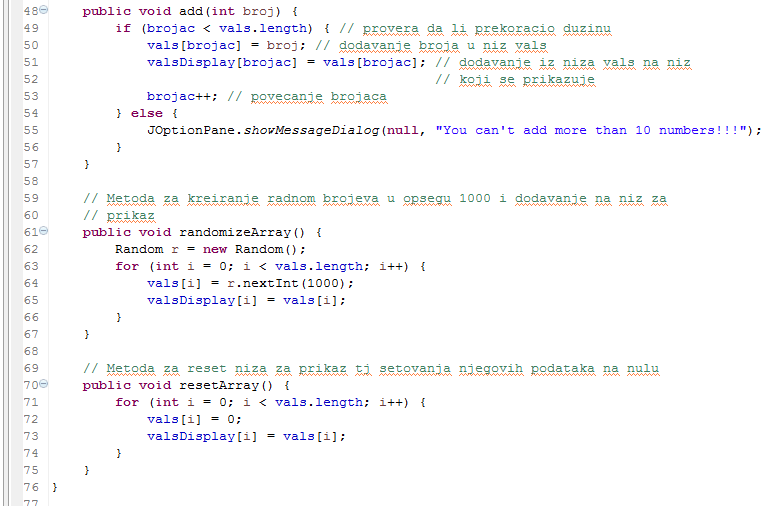 48 public void add(int broj) {
49 if (brojac < vals.length) { // provera da li prekoracio duzinu
50 vals[brojac] = broj; // dodavanje broja u niz vals
51 valsDisplay[brojac] = vals[brojac]; // dodavanje iz niza vals na niz
52 // koji se prikazuje
53 brojac++; // povecanje brojaca
54 } else {
55 JOptionPane.showMessageDialog(null, "You can't add more than 10 numbers!!!");
56 }
57 }
58
59 // Metoda za kreiranje radnom brojeva u opsegu 1000 i dodavanje na niz za
60 // prikaz
61 public void randomizeArray() {
62 Random r = new Random();
63 for (int i = 0; i < vals.length; i++) {
64 vals[i] = r.nextInt(1000);
65 valsDisplay[i] = vals[i];
66 }
67 }
68
69 // Metoda za reset niza za prikaz tj setovanja njegovih podataka na nulu
70 public void resetArray() {
71 for (int i = 0; i < vals.length; i++) {
72 vals[i] = 0;
73 valsDisplay[i] = vals[i];
74 }
75 }
76 }
77